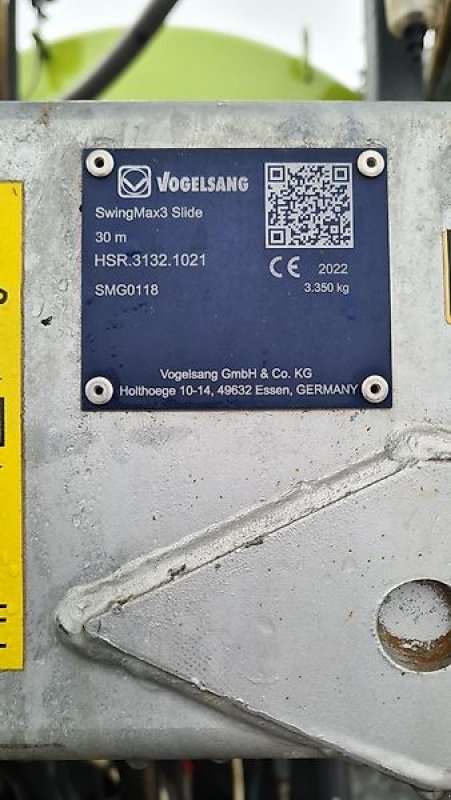 VOGELSANG
SwingMax3 Slide
30 m
HSR.3132.1021
CE 2022
SMG0118 3.350 kg
Vogelsang GmbH & Co. KG
Holthoege 10-14, 49632 Essen, GERMANY